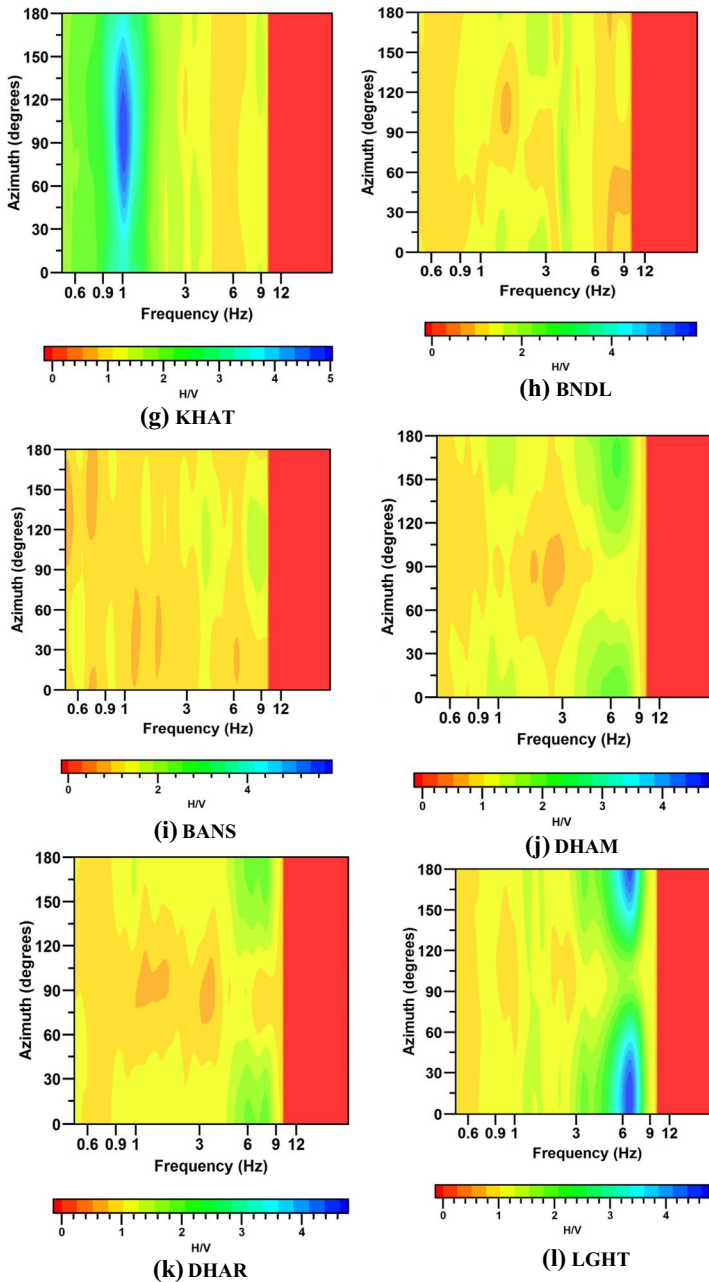 180
150
120
90
60
30
0
Azimuth (degrees)
0.6 0.9 1 3 6 9 12
Frequency (Hz)
0 1 2 3 4 5
H/V
(g) KHAT
180
150
120
90
60
30
0
Azimuth (degrees)
0.6 0.9 1 3 6 9 12
Frequency (Hz)
0 2 4
H/V
(h) BNDL
180
150
120
90
60
30
0
Azimuth (degrees)
0.6 0.9 1 3 6 9 12
Frequency (Hz)
0 2 4
H/V
(i) BANS
180
150
120
90
60
30
0
Azimuth (degrees)
0.6 0.9 1 3 6 9 12
Frequency (Hz)
0 1 2 3 4
H/V
(j) DHAM
180
150
120
90
60
30
0
Azimuth (degrees)
0.6 0.9 1 3 6 9 12
Frequency (Hz)
0 1 2 3 4
H/V
(k) DHAR
180
150
120
90
60
30
0
Azimuth (degrees)
0.6 0.9 1 3 6 9 12
Frequency (Hz)
0 1 2 3 4
H/V
(l) LGHT